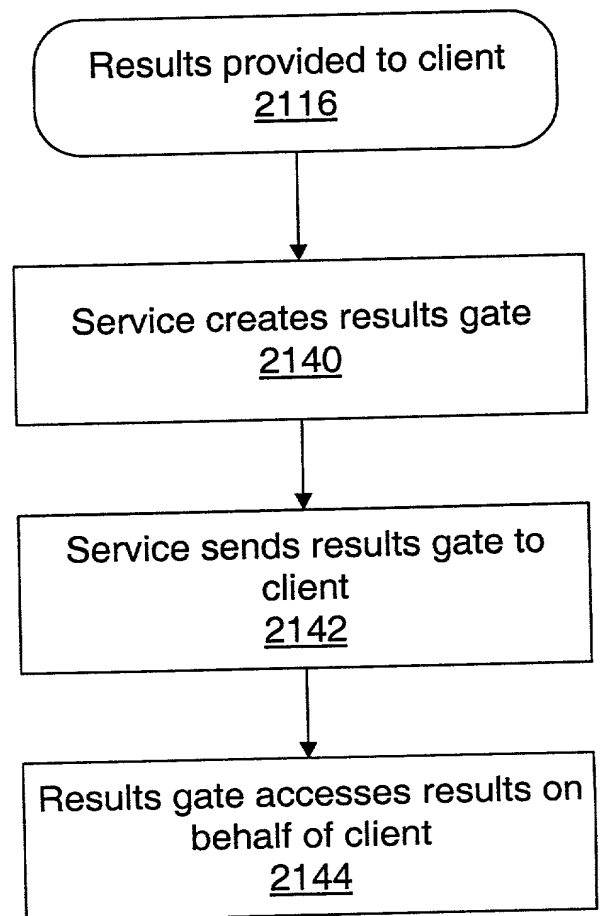 Results provided to client
2116
Service creates results gate
2140
Service sends results gate to
client
2142
Results gate accesses results on
behalf of client
2144